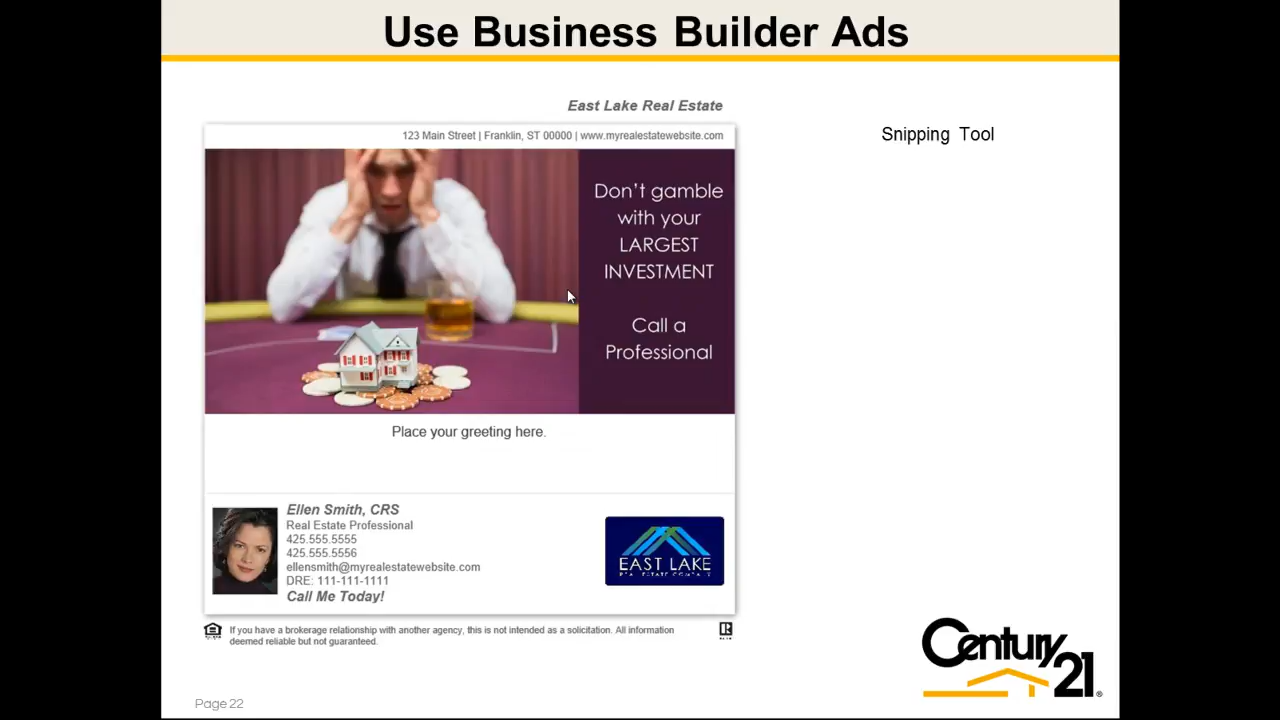 Use Business Builder Ads
East Lake Real Estate
123 Main Street | Franklin, ST 00000 | www.myrealestatewebsite.com
Snipping Tool
Don't gamble
with your
LARGEST
INVESTMENT
Call a
Professional
Place your greeting here.
Ellen Smith, CRS
Real Estate Professional
425.555.5555
425.555.5556
ellensmith@myrealestatewebsite.com
DRE: 111-111-1111
Call Me Today!
EAST LAKE
REAL ESTATE COMPANY
If you have a brokerage relationship with another agency, this is not intended as a solicitation. All information
deemed reliable but not guaranteed.
Century
21
Page 22